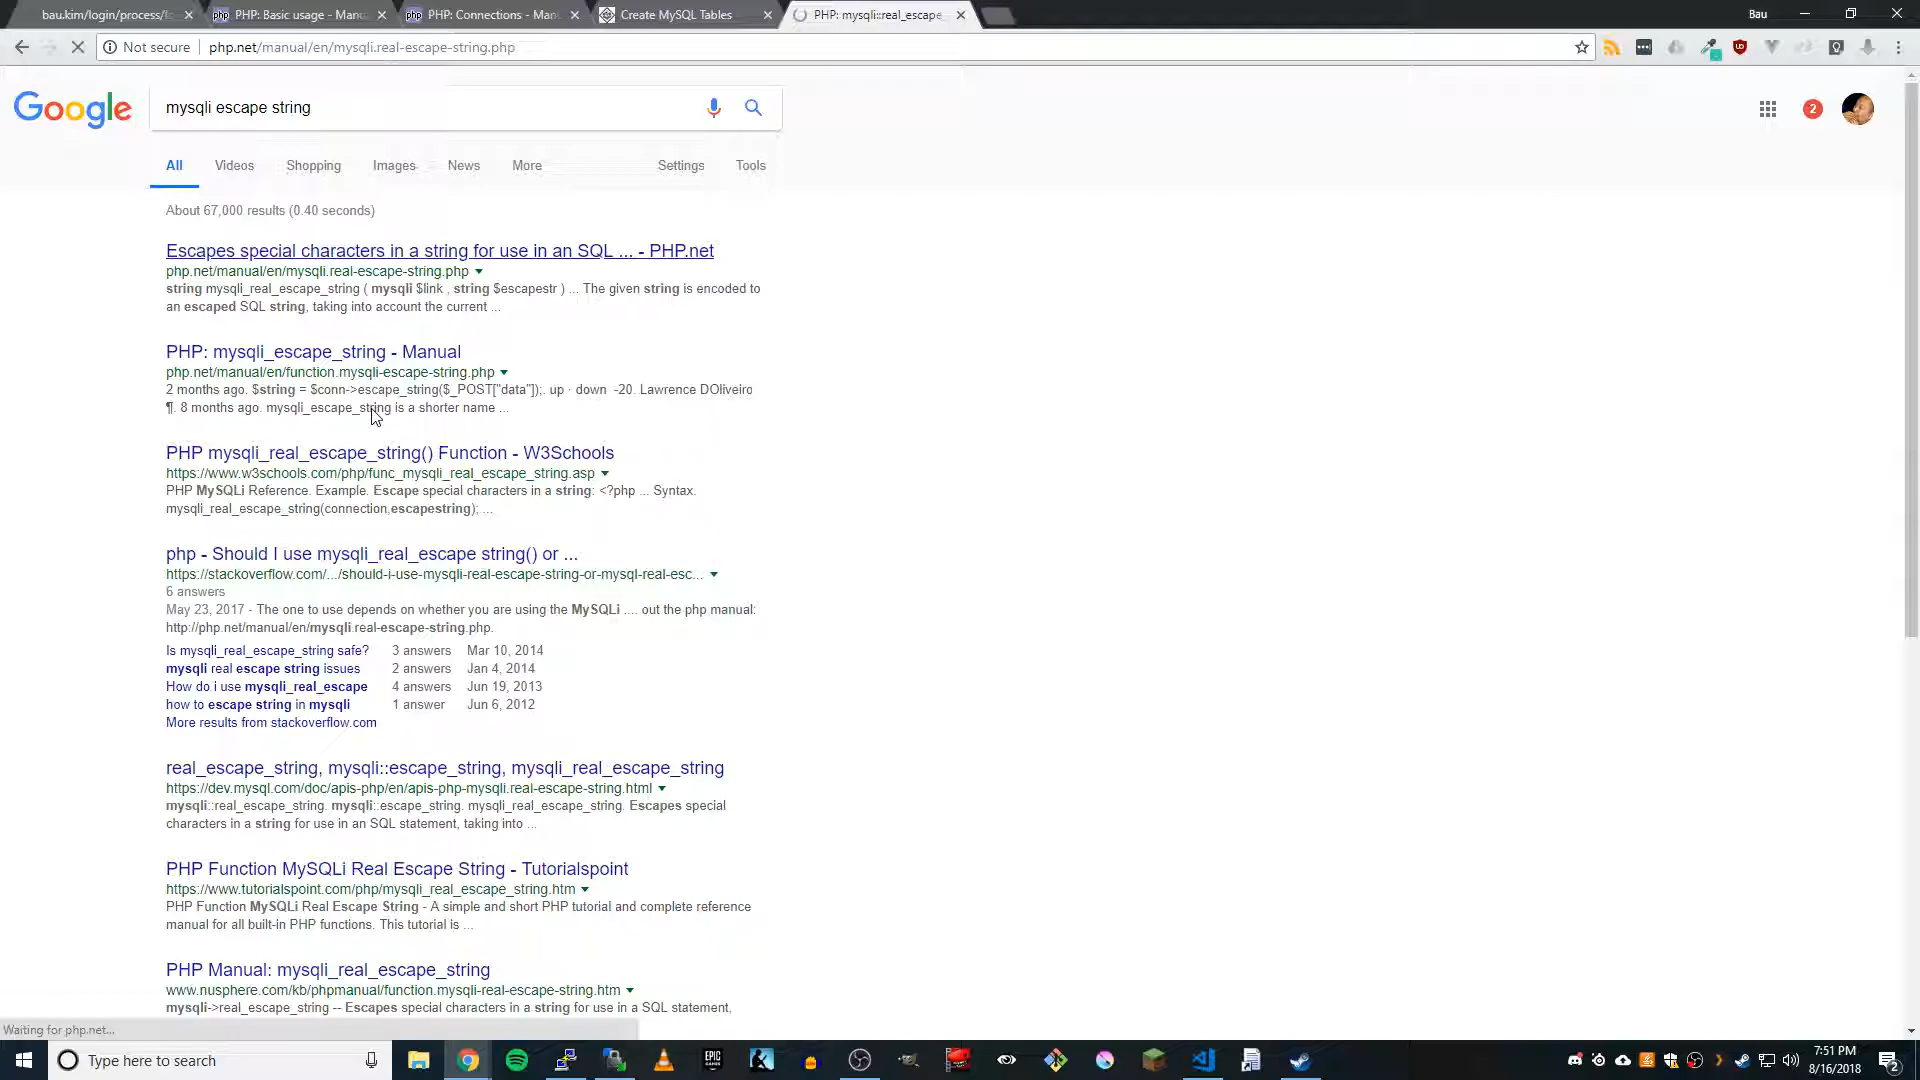 bau.kim/login/process/l
PHP: Basic usage - Manu
PHP: Connections - Man
Create MySQL Tables
PHP: mysqli::real_escape
Bau
Not secure
php.net/manual/en/mysqli.real-escape-string.php
Google
mysqli escape string
2
All
Videos
Shopping
Images
News
More
Settings
Tools
About 67,000 results (0.40 seconds)
Escapes special characters in a string for use in an SQL ... - PHP.net
php.net/manual/en/mysqli.real-escape-string.php
string mysqli_real_escape_string ( mysqli $link , string $escapestr ) ... The given string is encoded to
an escaped SQL string, taking into account the current ...
PHP: mysqli_escape_string - Manual
php.net/manual/en/function.mysqli-escape-string.php
2 months ago. $string = $conn->escape_string($_POST["data"]);. up · down -20. Lawrence DOliveiro
¶. 8 months ago. mysqli_escape_string is a shorter name ...
PHP mysqli_real_escape_string() Function - W3Schools
https://www.w3schools.com/php/func_mysqli_real_escape_string.asp
PHP MySQLi Reference. Example. Escape special characters in a string: <?php ... Syntax.
mysqli_real_escape_string(connection,escapestring); ...
php - Should I use mysqli_real_escape string() or ...
https://stackoverflow.com/.../should-i-use-mysqli-real-escape-string-or-mysql-real-esc...
6 answers
May 23, 2017 - The one to use depends on whether you are using the MySQLi .... out the php manual:
http://php.net/manual/en/mysqli.real-escape-string.php.
Is mysqli_real_escape_string safe? 3 answers Mar 10, 2014
mysqli real escape string issues 2 answers Jan 4, 2014
How do i use mysqli_real_escape 4 answers Jun 19, 2013
how to escape string in mysqli 1 answer Jun 6, 2012
More results from stackoverflow.com
real_escape_string, mysqli::escape_string, mysqli_real_escape_string
https://dev.mysql.com/doc/apis-php/en/apis-php-mysqli.real-escape-string.html
mysqli::real_escape_string. mysqli::escape_string. mysqli_real_escape_string. Escapes special
characters in a string for use in an SQL statement, taking into ...
PHP Function MySQLi Real Escape String - Tutorialspoint
https://www.tutorialspoint.com/php/mysqli_real_escape_string.htm
PHP Function MySQLi Real Escape String - A simple and short PHP tutorial and complete reference
manual for all built-in PHP functions. This tutorial is ...
PHP Manual: mysqli_real_escape_string
www.nusphere.com/kb/phpmanual/function.mysqli-real-escape-string.htm
mysqli->real_escape_string -- Escapes special characters in a string for use in a SQL statement,
Waiting for php.net...
Type here to search
7:51 PM
8/16/2018
2